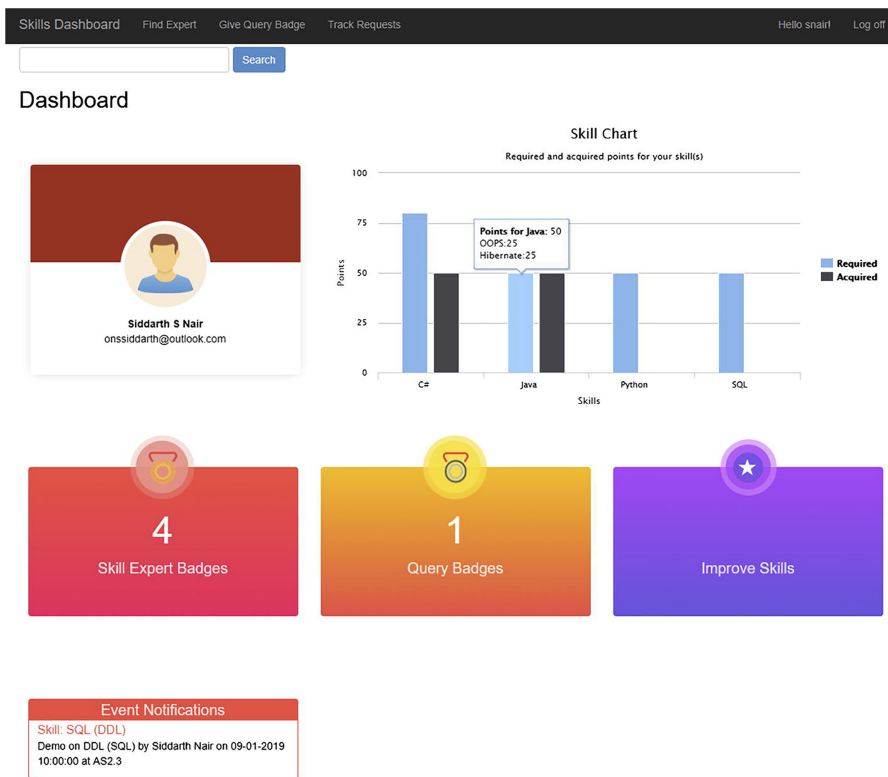 Skills Dashboard Find Expert Give Query Badge Track Requests Hello snair! Log off
Search
Dashboard
Skill Chart
Required and acquired points for your skill(s)
100
75
50
25
0
Points
Points for Java: 50
OOPS:25
Hibernate:25
C# Java Python SQL
Skills
Required
Acquired
Siddarth S Nair
onssiddarth@outlook.com
4
Skill Expert Badges
1
Query Badges
Improve Skills
Event Notifications
Skill: SQL (DDL)
Demo on DDL (SQL) by Siddarth Nair on 09-01-2019
10:00:00 at AS2.3